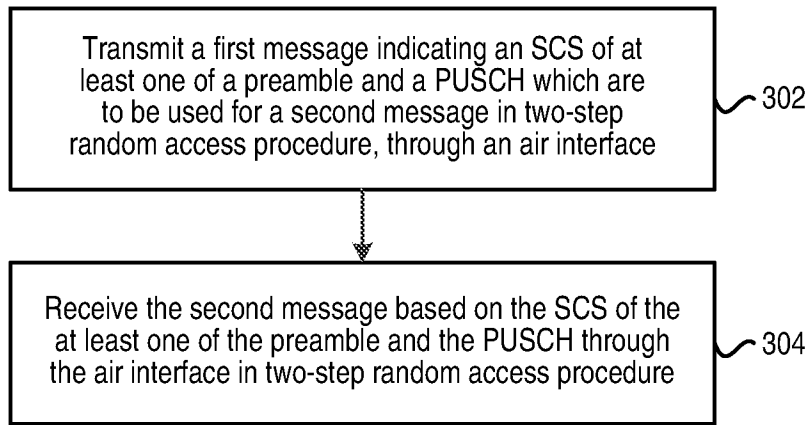 Transmit a first message indicating an SCS of at
least one of a preamble and a PUSCH which are
to be used for a second message in two-step
random access procedure, through an air interface
302
Receive the second message based on the SCS of the
at least one of the preamble and the PUSCH through
the air interface in two-step random access procedure
304